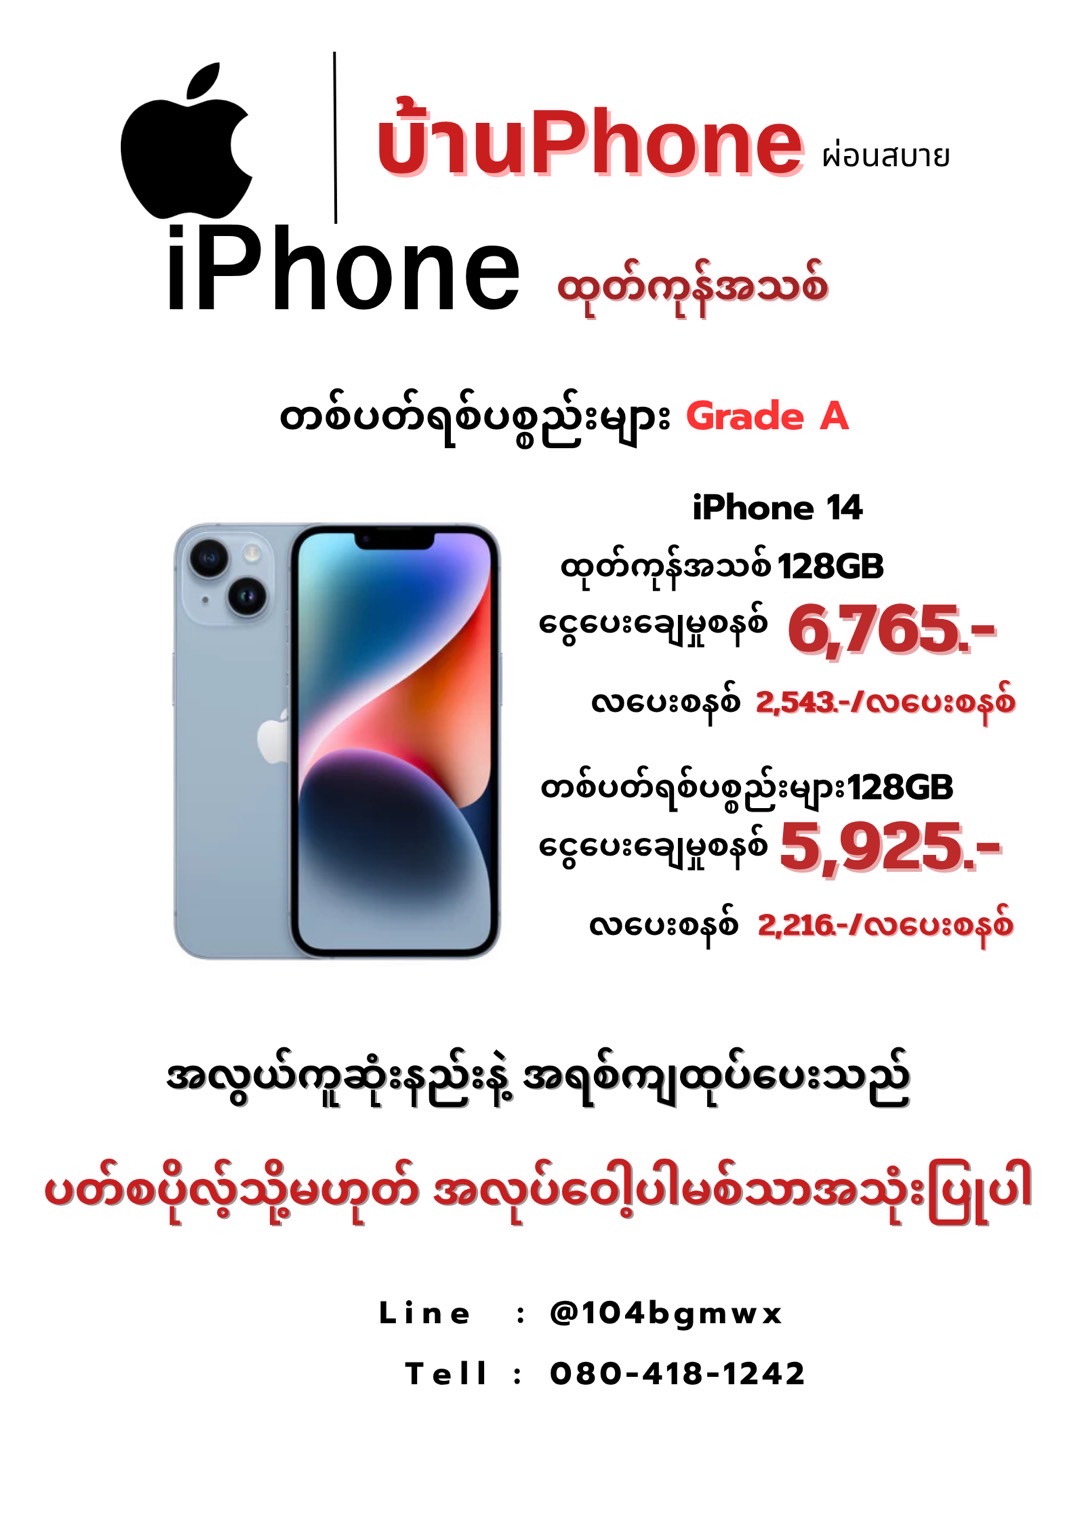 บ้านPhone ผ่อนสบาย
iPhone ထုတ်ကုန်အသစ်
တစ်ပတ်ရစ်ပစ္စည်းများ Grade A
iPhone 14
ထုတ်ကုန်အသစ် 128GB
ငွေပေးချေမှုစနစ် 6,765.-
လပေးစနစ် 2,543.-/လပေးစနစ်
တစ်ပတ်ရစ်ပစ္စည်းများ128GB
ငွေပေးချေမှုစနစ် 5,925.-
လပေးစနစ် 2,216.-/လပေးစနစ်
အလွယ်ကူဆုံးနည်းနဲ့ အရစ်ကျထုပ်ပေးသည်
ပတ်စပိုလ့်သို့မဟုတ် အလုပ်ဝေါ့ပါမစ်သာအသုံးပြုပါ
Line : @104bgmwx
Tell : 080-418-1242